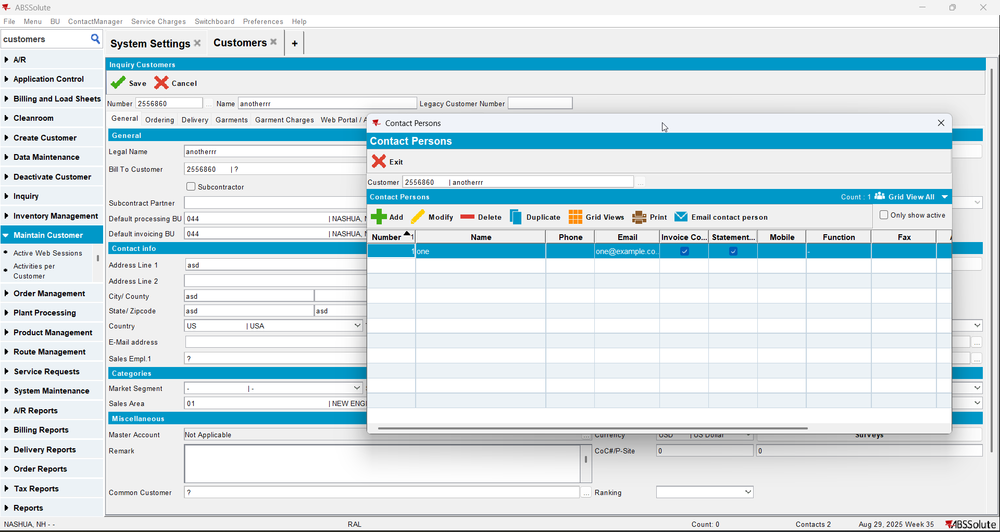 ABSSolute
File Menu BU ContactManager Service Charges Switchboard Preferences Help
customers
System Settings
Customers
+
A/R
Application Control
Billing and Load Sheets
Cleanroom
Create Customer
Data Maintenance
Deactivate Customer
Inquiry
Inventory Management
Maintain Customer
Active Web Sessions
Activities per
Customer
Order Management
Plant Processing
Product Management
Route Management
Service Requests
System Maintenance
A/R Reports
Billing Reports
Delivery Reports
Order Reports
Tax Reports
Reports
Inquiry Customers
Save Cancel
Number 2556860 ... Name anotherrr Legacy Customer Number
General Ordering Delivery Garments Garment Charges Web Portal / A
General
Legal Name anotherrr
Bill To Customer 2556860 | ?
Subcontractor
Subcontract Partner
Default processing BU 044 | NASHUA, N
Default invoicing BU 044 | NASHUA, N
Contact info
Address Line 1 asd
Address Line 2
City/ County asd
State/ Zipcode asd asd
Country US | USA
E-Mail address
...
Sales Empl.1 ?
...
Categories
Market Segment - | -
Sales Area 01 | NEW ENG
Miscellaneous
Master Account Not Applicable ... Currency USD | US Dollar Surveys
Remark
CoC#/P-Site 0 0
Common Customer ? ... Ranking
Contact Persons
Contact Persons
Exit
Customer 2556860 | anotherrr ...
Contact Persons Count : 1 Grid View All
Add Modify Delete Duplicate Grid Views Print Email contact person Only show active
Number 1 Name Phone Email Invoice Co... Statement... Mobile Function Fax
1 one one@example.co.. -
NASHUA, NH - - RAL Count: 0 Contacts 2 Aug 29, 2025 Week 35 ABSSolute